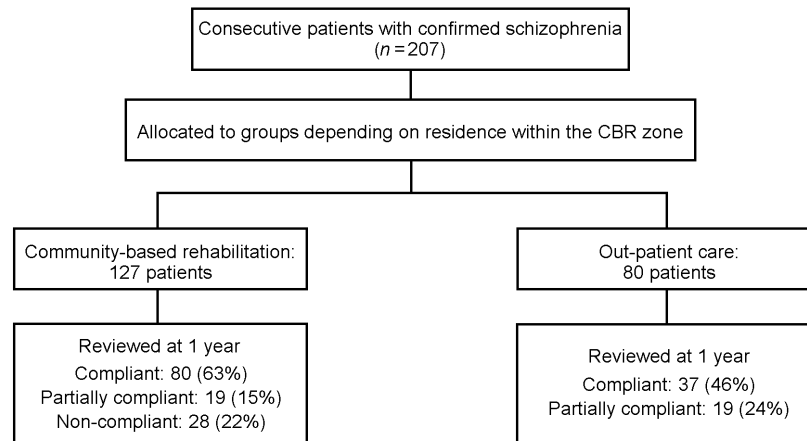 Consecutive patients with confirmed schizophrenia
(n=207)
Allocated to groups depending on residence within the CBR zone
Community-based rehabilitation:
127 patients
Out-patient care:
80 patients
Reviewed at 1 year
Compliant: 80 (63%)
Partially compliant: 19 (15%)
Non-compliant: 28 (22%)
Reviewed at 1 year
Compliant: 37 (46%)
Partially compliant: 19 (24%)